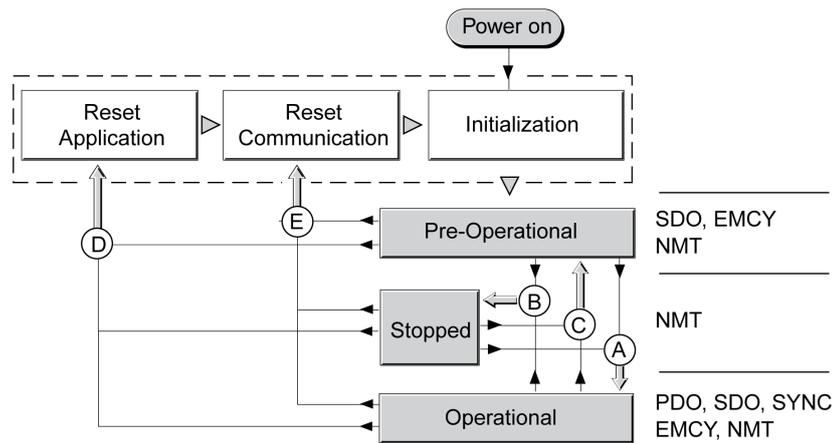 Power on
Reset
Application
Reset
Communication
Initialization
E
Pre-Operational
SDO, EMCY
NMT
D
B
Stopped
C
NMT
A
Operational
PDO, SDO, SYNC
EMCY, NMT